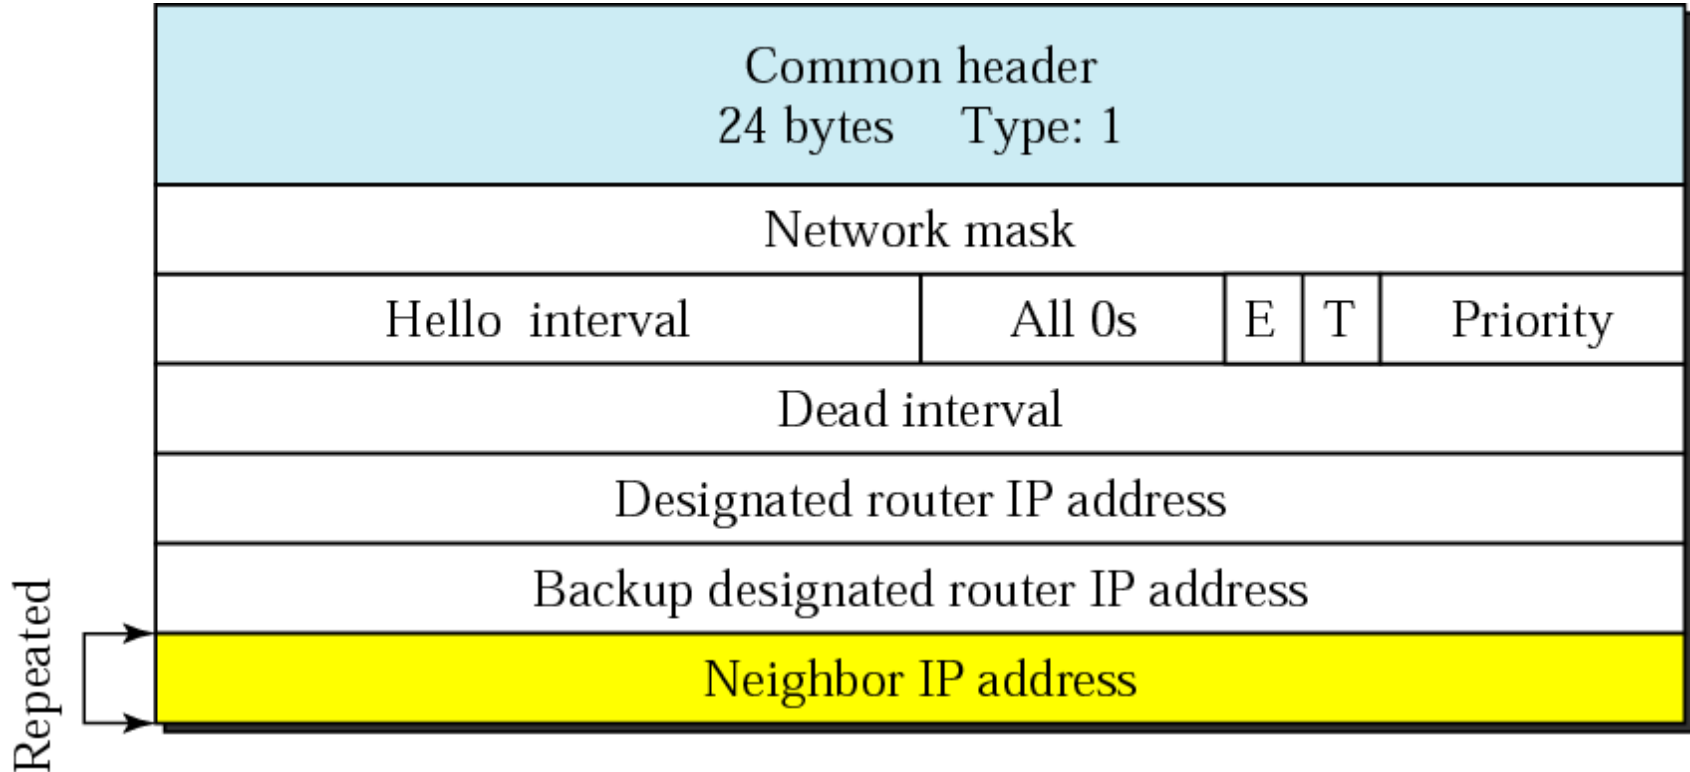 Common header
24 bytes Type: 1
Network mask
Hello interval All 0s E T Priority
Dead interval
Designated router IP address
Backup designated router IP address
Repeated
Neighbor IP address